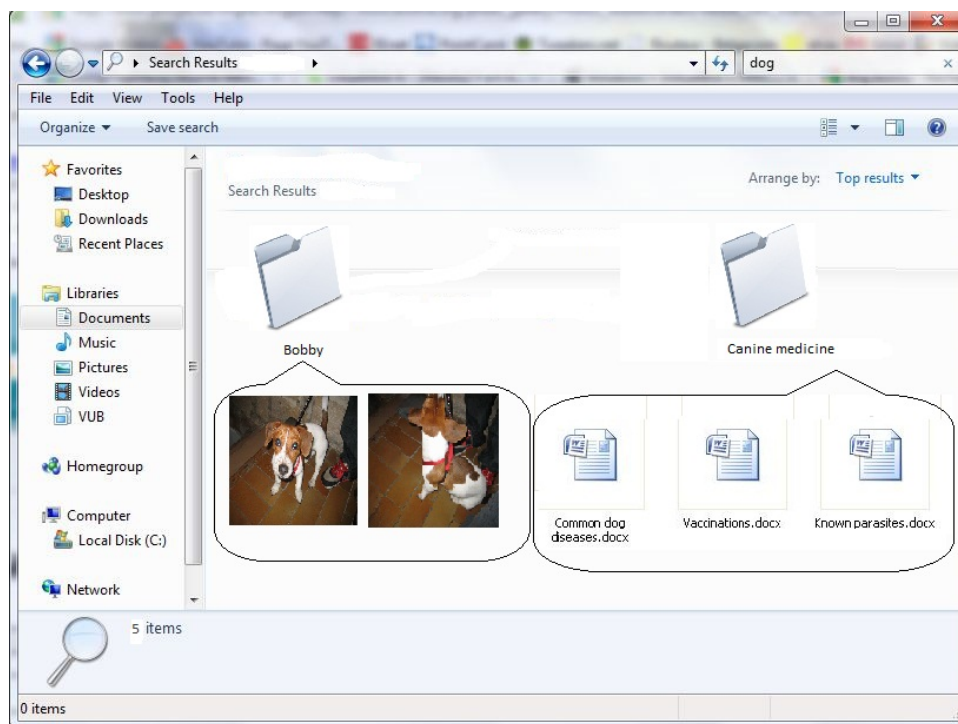 Search Results
dog
File Edit View Tools Help
Organize Save search
Favorites
Desktop
Downloads
Recent Places
Libraries
Documents
Music
Pictures
Videos
VUB
Homegroup
Computer
Local Disk (C:)
Network
Search Results
Arrange by: Top results
Bobby
Canine medicine
Common dog
diseases.docx
Vaccinations.docx
Known parasites.docx
5 items
0 items